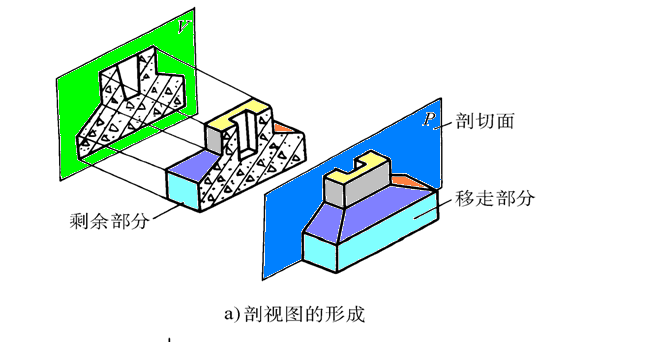 V
P
剖切面
移走部分
剩余部分
a)剖视图的形成